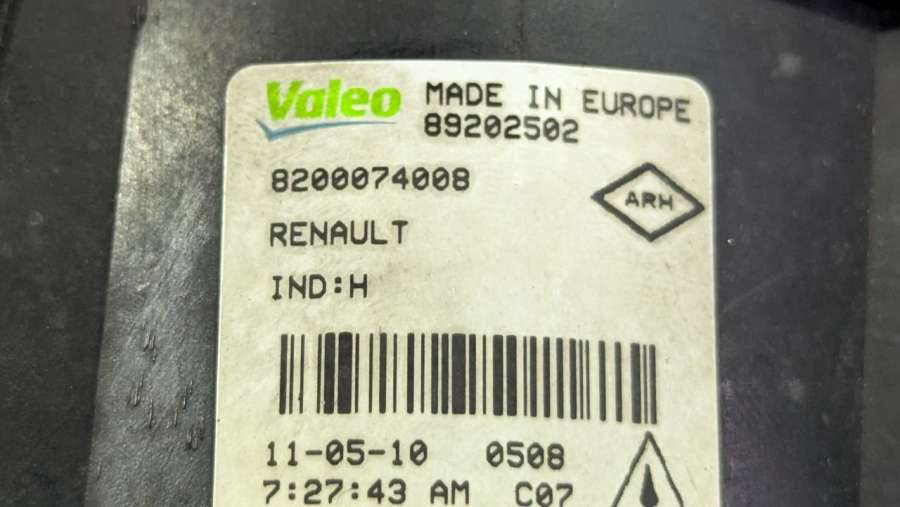 Valeo MADE IN EUROPE
89202502
8200074008
ARH
RENAULT
IND:H
11-05-10 0508
7:27:43 AM C07